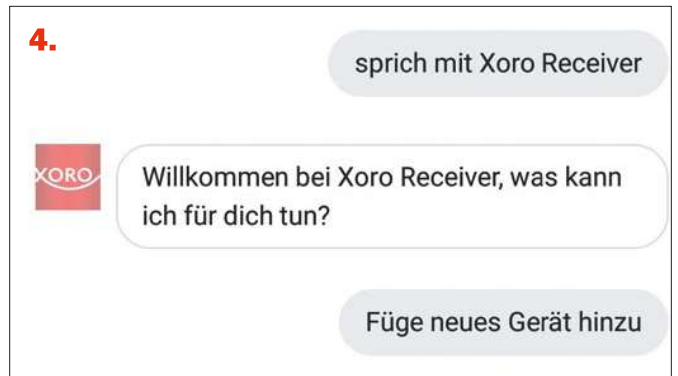 4.
sprich mit Xoro Receiver
XORO
Willkommen bei Xoro Receiver, was kann
ich für dich tun?
Füge neues Gerät hinzu